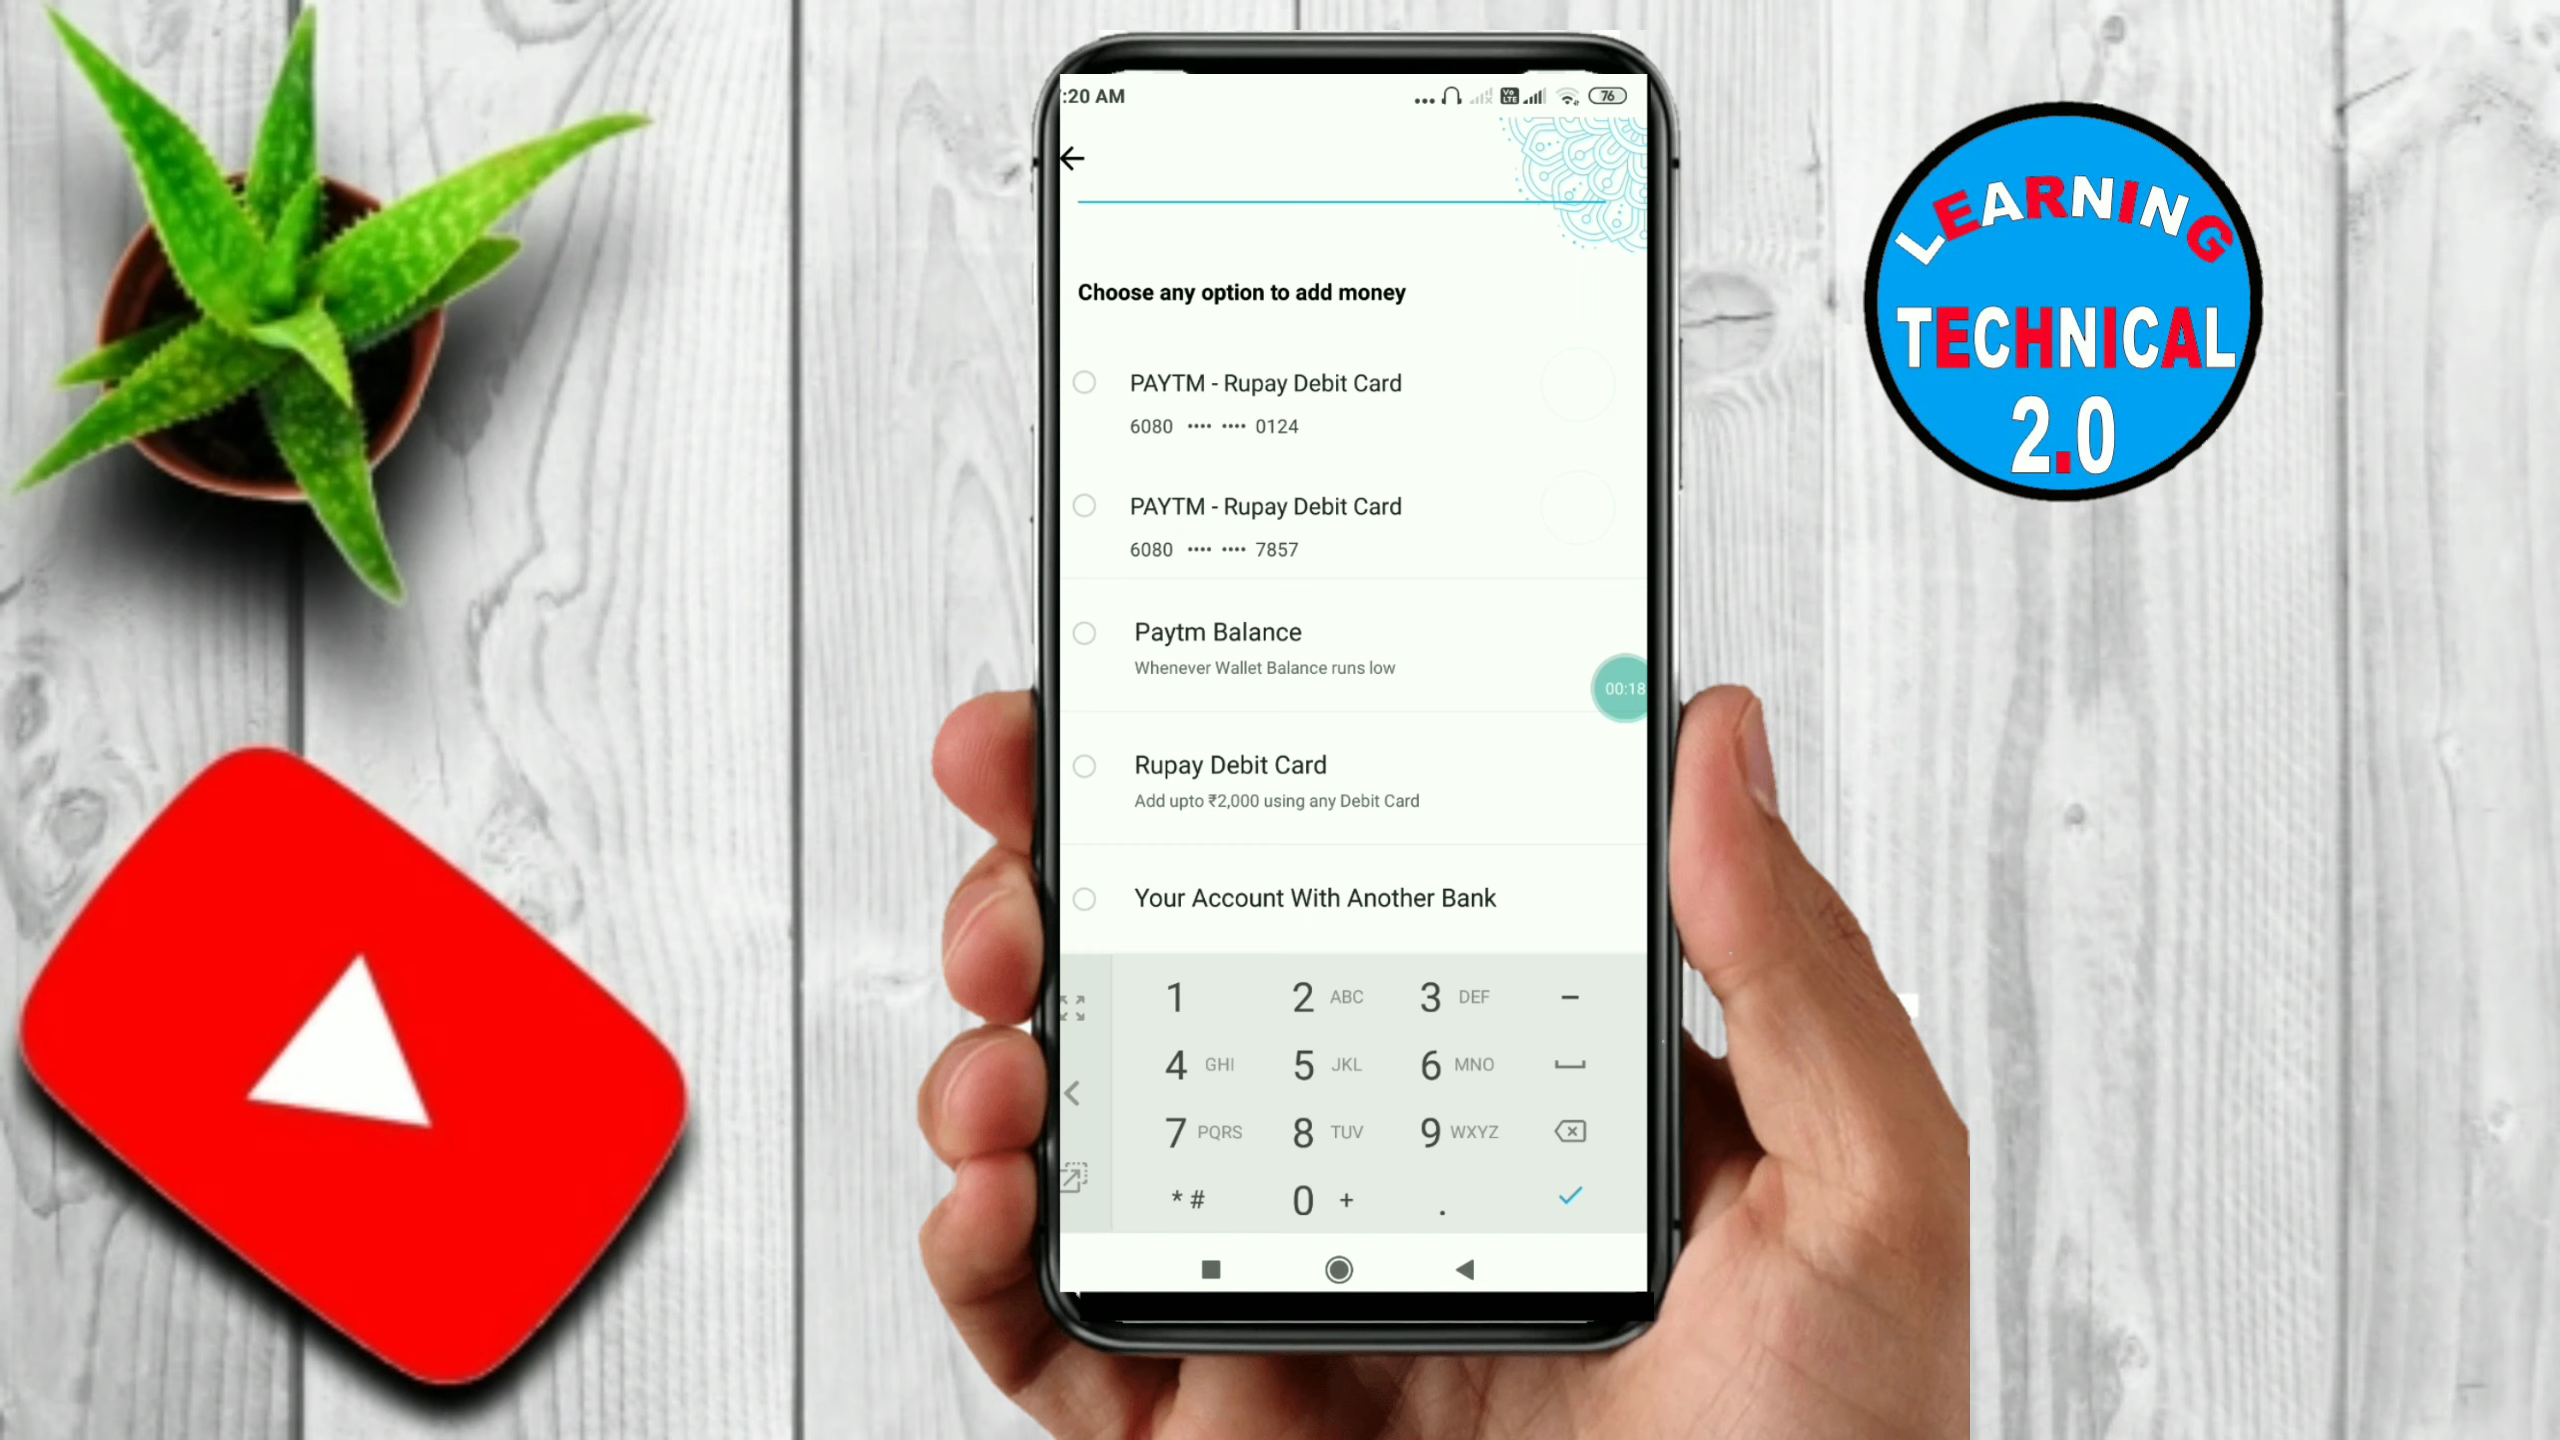 :20 AM
Vo LTE
76
Choose any option to add money
PAYTM - Rupay Debit Card
6080 •••• •••• 0124
PAYTM - Rupay Debit Card
6080 •••• •••• 7857
Paytm Balance
Whenever Wallet Balance runs low
00:18
Rupay Debit Card
Add upto ₹2,000 using any Debit Card
Your Account With Another Bank
1 2 ABC 3 DEF –
4 GHI 5 JKL 6 MNO
7 PQRS 8 TUV 9 WXYZ
* # 0 + .
LEARNING
TECHNICAL
2.0